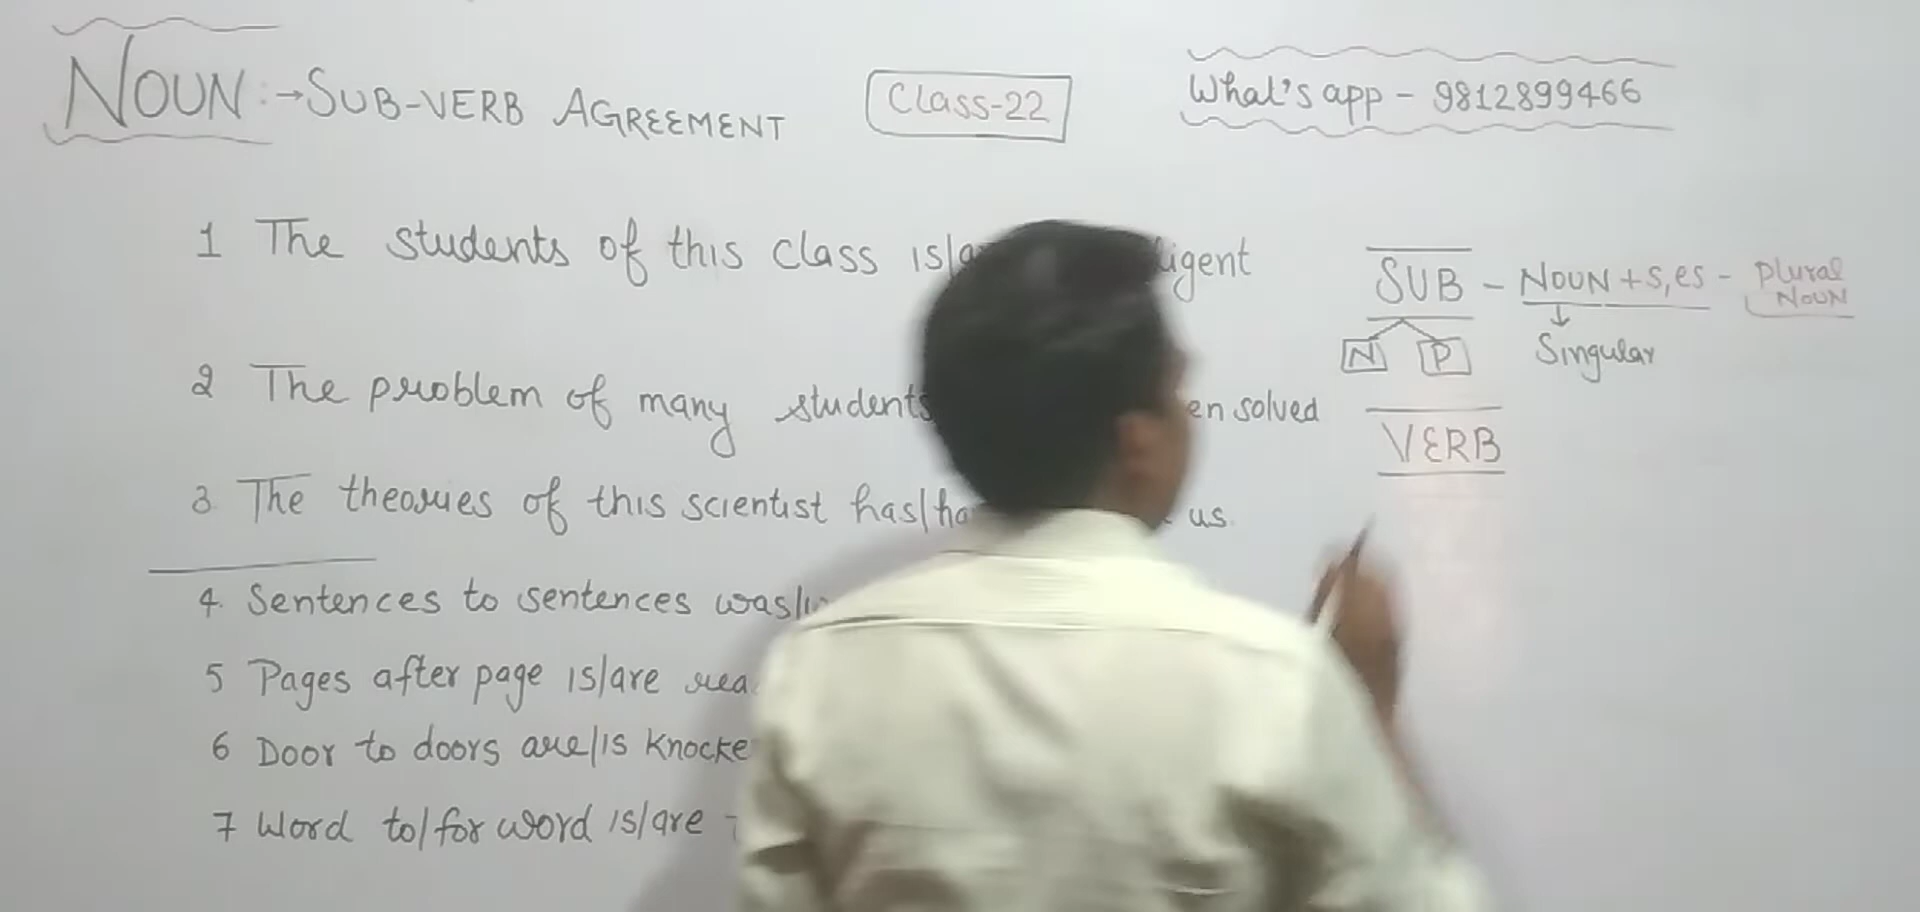 NOUN :→ SUB-VERB AGREEMENT
Class-22
What's app - 9812899466
1 The students of this class is/a igent
2 The problem of many students en solved
3. The theories of this scientist has/ha us.
4. Sentences to sentences was/
5 Pages after page is/are rea
6 Door to doors are/is knocke
7 Word to/for word is/are
SUB - NOUN + S, ES - Plural
NOUN
N P Singular
VERB